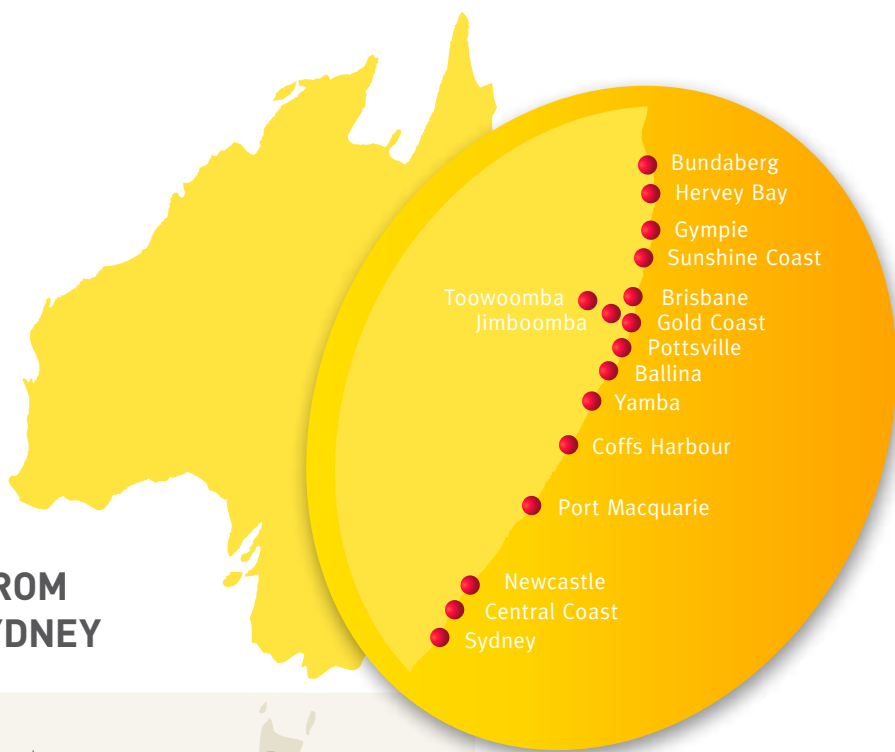 Bundaberg
Hervey Bay
Gympie
Sunshine Coast
Toowoomba
Brisbane
Jimboomba
Gold Coast
Pottsville
Ballina
Yamba
Coffs Harbour
Port Macquarie
Newcastle
Central Coast
Sydney
ROM
YDNEY